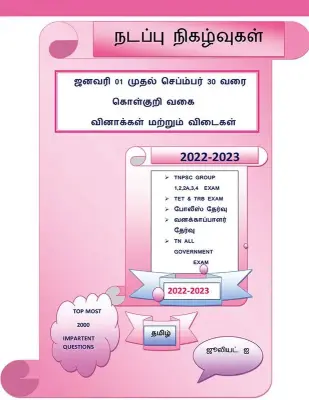 நடப்பு நிகழ்வுகள்
ஜனவரி 01 முதல் செப்ம்பர் 30 வரை
கொள்குறி வகை
வினாக்கள் மற்றும் விடைகள்
2022-2023
➢ TNPSC GROUP
1,2,2A,3,4 EXAM
➢ TET & TRB EXAM
➢ போலீஸ் தேர்வு
➢ வனக்காப்பாளர்
தேர்வு
➢ TN ALL
GOVERNMENT
EXAM
2022-2023
TOP MOST
2000
IMPARTENT
QUESTIONS
தமிழ்
ஜூலியட் ஐ